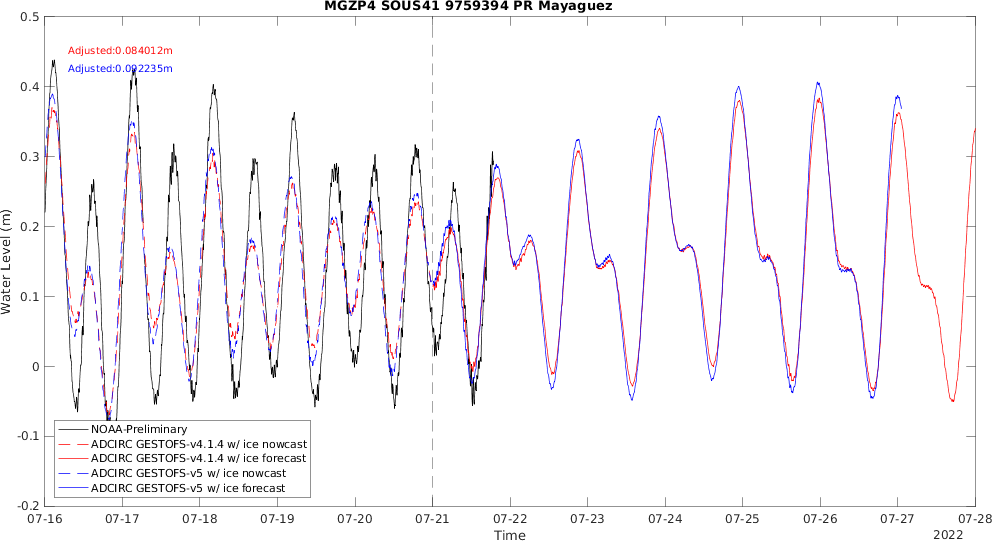 MGZP4 SOUS41 9759394 PR Mayaguez
Adjusted:0.084012m
Adjusted:0.092235m
0.5
0.4
0.3
0.2
0.1
0
-0.1
-0.2
Water Level (m)
NOAA-Preliminary
ADCIRC GESTOFS-v4.1.4 w/ ice nowcast
ADCIRC GESTOFS-v4.1.4 w/ ice forecast
ADCIRC GESTOFS-v5 w/ ice nowcast
ADCIRC GESTOFS-v5 w/ ice forecast
07-16 07-17 07-18 07-19 07-20 07-21 07-22 07-23 07-24 07-25 07-26 07-27 07-28
Time
2022